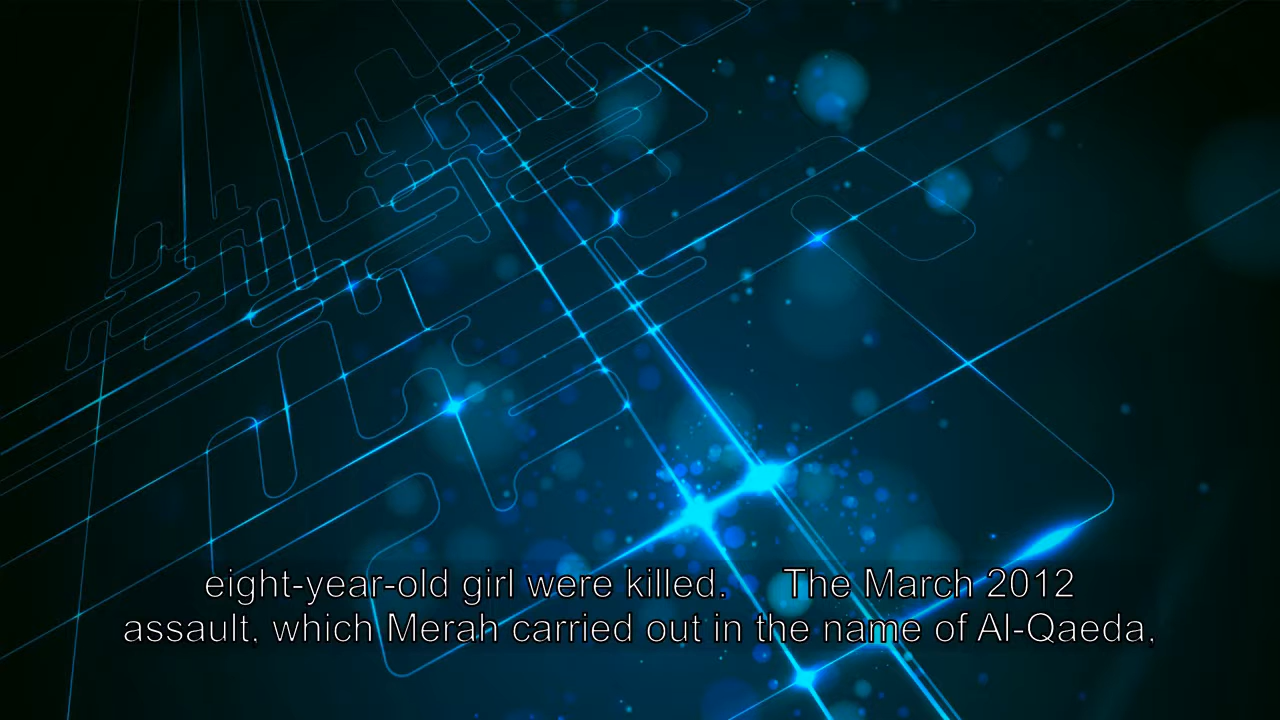 eight-year-old girl were killed. The March 2012
assault, which Merah carried out in the name of Al-Qaeda,